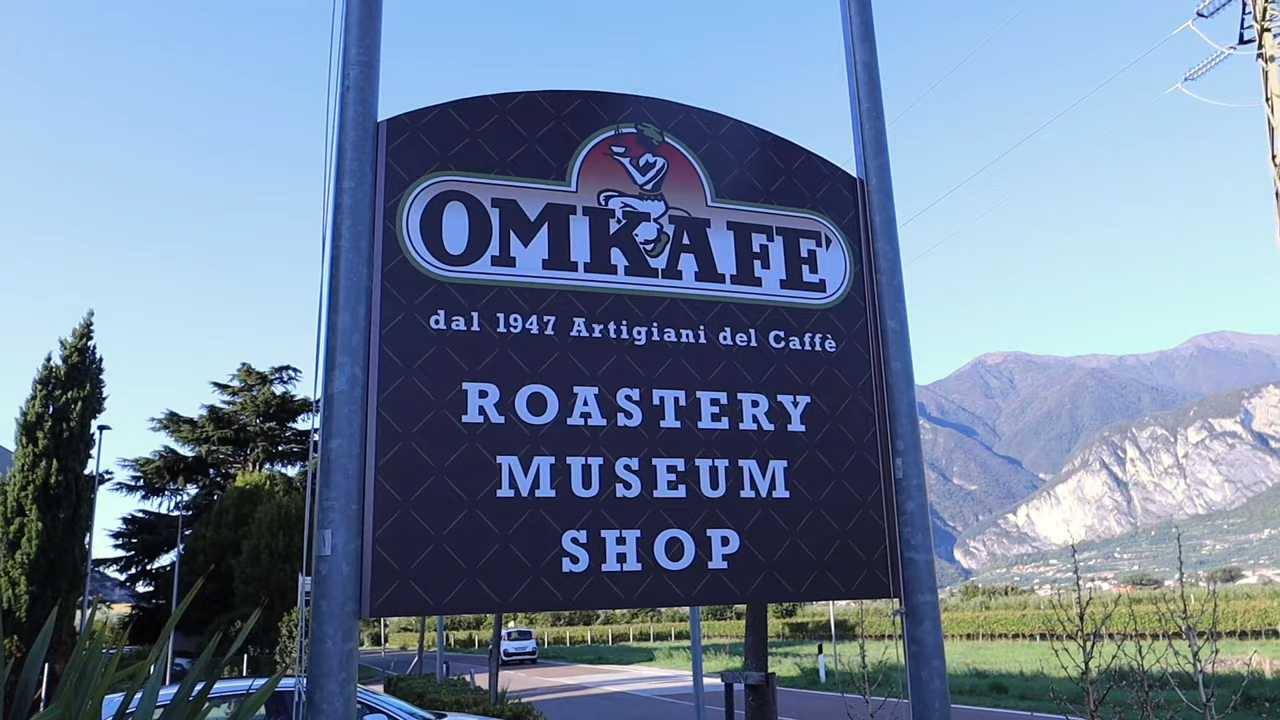 OMKAFE'
dal 1947 Artigiani del Caffè
ROASTERY
MUSEUM
SHOP